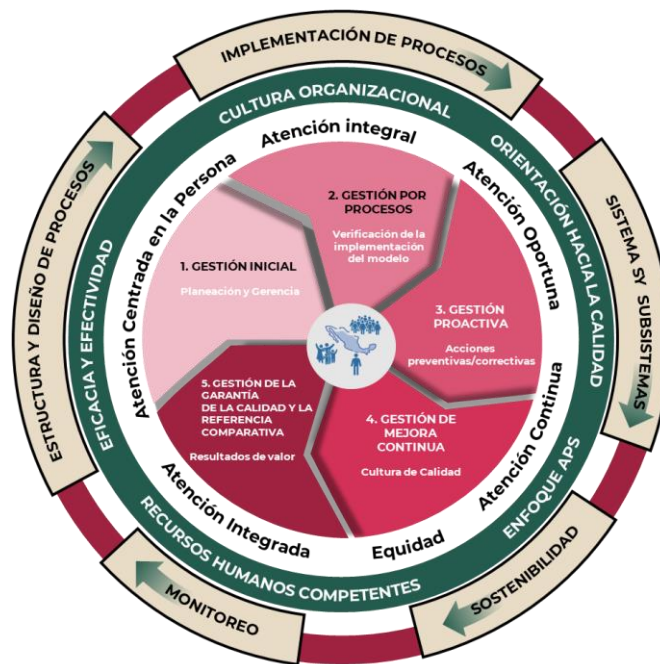 IMPLEMENTACIÓN DE PROCESOS
SISTEMA SY SUBSISTEMAS
SOSTENIBILIDAD
MONITOREO
ESTRUCTURA Y DISEÑO DE PROCESOS
CULTURA ORGANIZACIONAL
ORIENTACIÓN HACIA LA CALIDAD
ENFOQUE APS
RECURSOS HUMANOS COMPETENTES
EFICACIA Y EFECTIVIDAD
Atención integral
Atención Oportuna
Atención Continua
Equidad
Atención Integrada
Atención Centrada en la Persona
1. GESTIÓN INICIAL
Planeación y Gerencia
2. GESTIÓN POR
PROCESOS
Verificación de la
implementación
del modelo
3. GESTIÓN
PROACTIVA
Acciones
preventivas/correctivas
4. GESTIÓN DE
MEJORA
CONTINUA
Cultura de Calidad
5. GESTIÓN DE LA
GARANTÍA
DE LA CALIDAD Y LA
REFERENCIA
COMPARATIVA
Resultados de valor